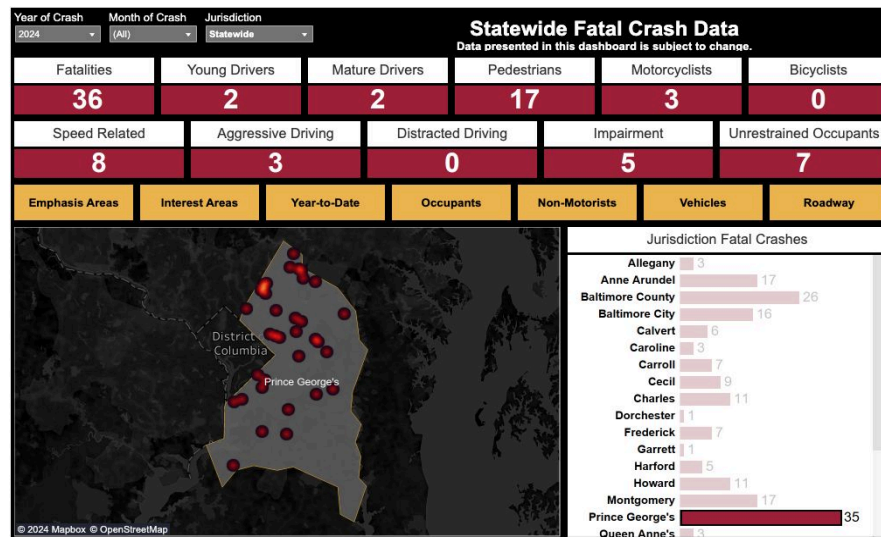 Year of Crash
Month of Crash
Jurisdiction
2024
(All)
Statewide
Statewide Fatal Crash Data
Data presented in this dashboard is subject to change.
Fatalities
Young Drivers
Mature Drivers
Pedestrians
Motorcyclists
Bicyclists
36
2
2
17
3
0
Speed Related
Aggressive Driving
Distracted Driving
Impairment
Unrestrained Occupants
8
3
0
5
7
Emphasis Areas
Interest Areas
Year-to-Date
Occupants
Non-Motorists
Vehicles
Roadway
District
Columbia
Prince George's
© 2024 Mapbox © OpenStreetMap
Jurisdiction Fatal Crashes
Allegany 3
Anne Arundel 17
Baltimore County 26
Baltimore City 16
Calvert 6
Caroline 3
Carroll 7
Cecil 9
Charles 11
Dorchester 1
Frederick 7
Garrett 1
Harford 5
Howard 11
Montgomery 17
Prince George's 35
Queen Anne's 3